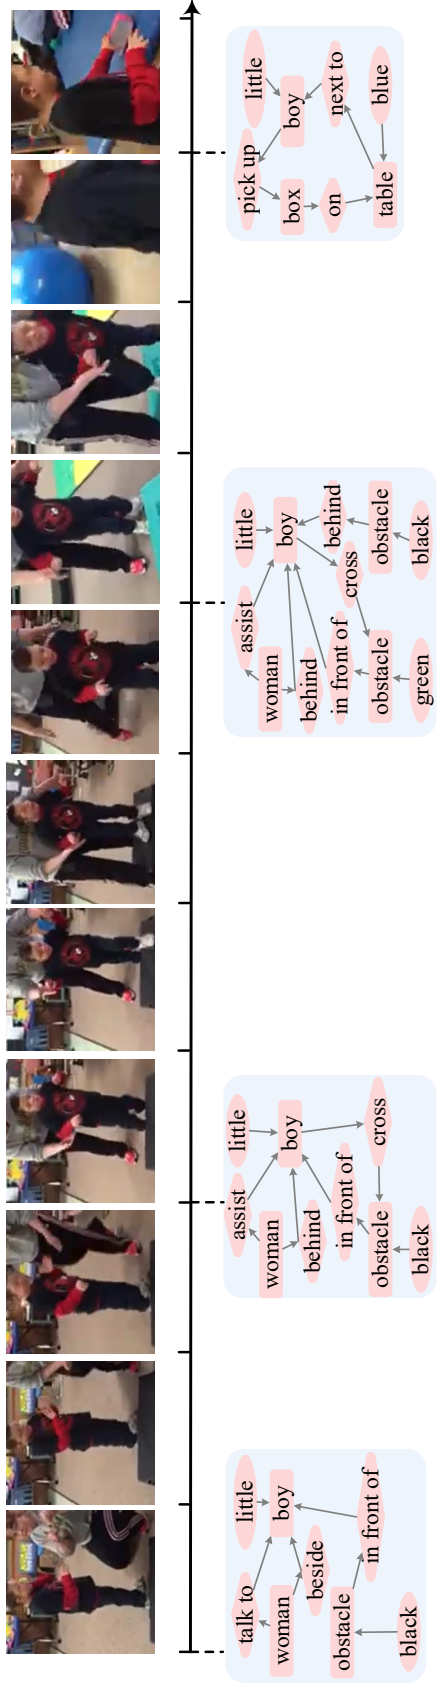 talk to little
woman boy
beside
obstacle
in front of
black
assist little
woman boy
behind
in front of
obstacle cross
black
assist little
woman boy
behind
in front of
cross
behind
obstacle obstacle
green black
pick up little
box boy
on next to
table blue